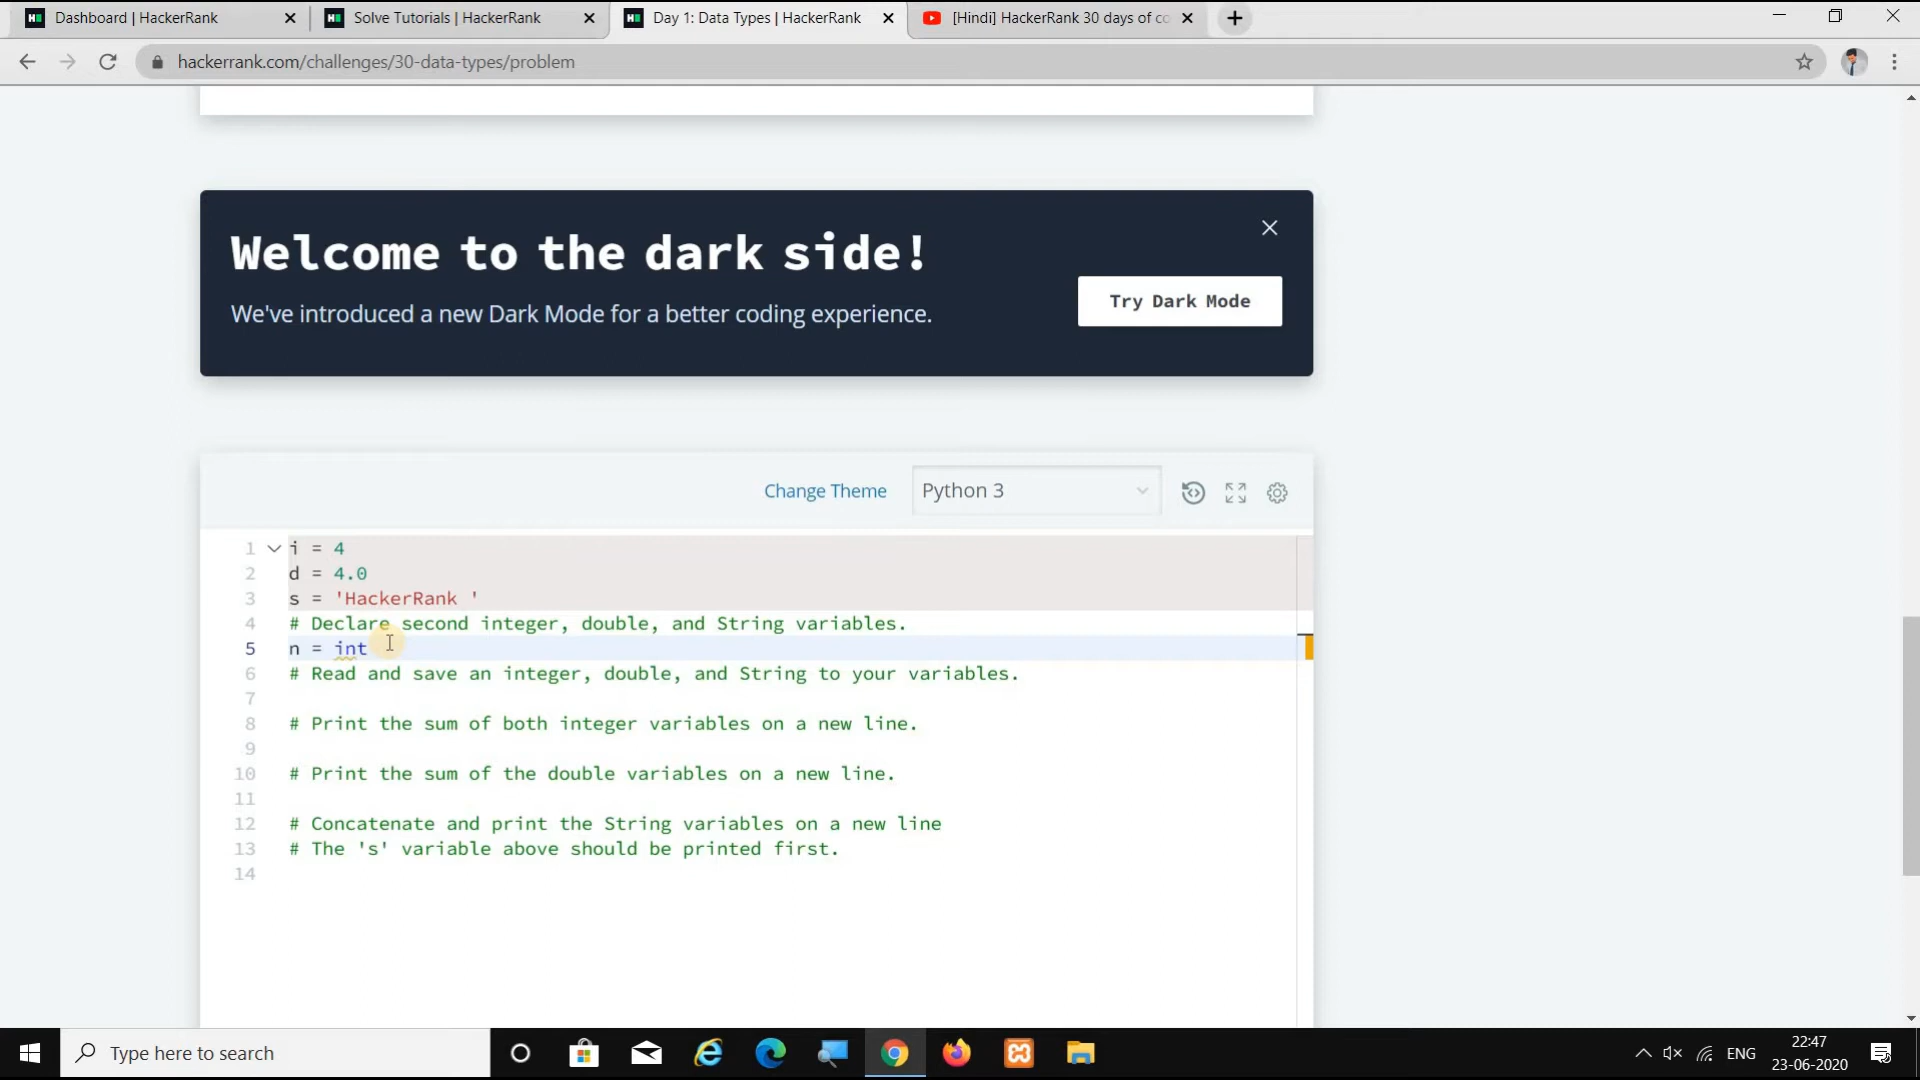 Dashboard | HackerRank
Solve Tutorials | HackerRank
Day 1: Data Types | HackerRank
[Hindi] HackerRank 30 days of co
hackerrank.com/challenges/30-data-types/problem
Welcome to the dark side!
We've introduced a new Dark Mode for a better coding experience.
Try Dark Mode
Change Theme
Python 3
1 i = 4
2 d = 4.0
3 s = 'HackerRank '
4 # Declare second integer, double, and String variables.
5 n = int
6 # Read and save an integer, double, and String to your variables.
7
8 # Print the sum of both integer variables on a new line.
9
10 # Print the sum of the double variables on a new line.
11
12 # Concatenate and print the String variables on a new line
13 # The 's' variable above should be printed first.
14
Type here to search
ENG
22:47
23-06-2020